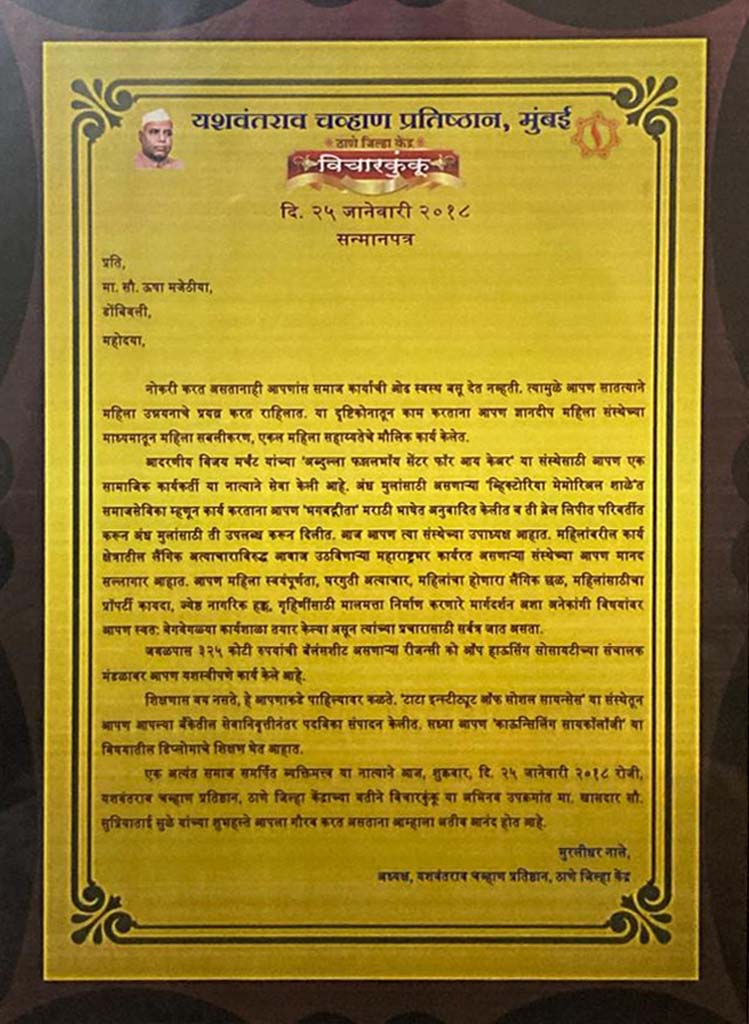 यशवंतराव चव्हाण प्रतिष्ठान, मुंबई
ठाणे जिल्हा केंद्र
विचारकुंकू
दि. २५ जानेवारी २०१८
सन्मानपत्र
प्रति,
मा. सौ. ऊषा मजेठीया,
डोंबिवली,
महोदया,
नोकरी करत असतानाही आपणांस समाज कार्याची ओढ स्वस्थ बसू देत नव्हती. त्यामुळे आपण सातत्याने
महिला उन्नयनाचे प्रयत्न करत राहिलात. या दृष्टिकोनातून काम करताना आपण ज्ञानदीप महिला संस्थेच्या
माध्यमातून महिला सबलीकरण, एकल महिला सहाय्यतेचे मौलिक कार्य केलेत.
आदरणीय विजय मर्चंट यांच्या 'अब्दुल्ला फझलभॉय सेंटर फॉर आय केअर' या संस्थेसाठी आपण एक
सामाजिक कार्यकर्ती या नात्याने सेवा केली आहे. अंध मुलांसाठी असणाऱ्या 'व्हिक्टोरिया मेमोरिअल शाळे'त
समाजसेविका म्हणून कार्य करताना आपण 'भगवद्गीता' मराठी भाषेत अनुवादित केलीत व ती ब्रेल लिपीत परिवर्तीत
करून अंध मुलांसाठी ती उपलब्ध करून दिलीत. आज आपण त्या संस्थेच्या उपाध्यक्ष आहात. महिलांवरील कार्य
क्षेत्रातील लैंगिक अत्याचाराविरुद्ध आवाज उठविणाऱ्या महाराष्ट्रभर कार्यरत असणाऱ्या संस्थेच्या आपण मानद
सल्लागार आहात. आपण महिला स्वयंपूर्णता, घरगुती अत्याचार, महिलांचा होणारा लैंगिक छळ, महिलांसाठीचा
प्रॉपर्टी कायदा, ज्येष्ठ नागरिक हक्क, गृहिणींसाठी मालमत्ता निर्माण करणारे मार्गदर्शन अशा अनेकांगी विषयांवर
आपण स्वतः वेगवेगळ्या कार्यशाळा तयार केल्या असून त्यांच्या प्रचारासाठी सर्वत्र जात असता.
जवळपास ३२५ कोटी रुपयांची बॅलंसशीट असणाऱ्या रीजन्सी को ऑप हाऊसिंग सोसायटीच्या संचालक
मंडळावर आपण यशस्वीपणे कार्य केले आहे.
शिक्षणास वय नसते, हे आपणाकडे पाहिल्यावर कळते. 'टाटा इन्स्टीट्यूट ऑफ सोशल सायन्सेस' या संस्थेतून
आपण आपल्या बँकेतील सेवानिवृत्तीनंतर पदविका संपादन केलीत. सध्या आपण 'काऊन्सिलिंग सायकॉलॉजी' या
विषयातील डिप्लोमाचे शिक्षण घेत आहात.
एक अत्यंत समाज समर्पित व्यक्तिमत्त्व या नात्याने आज, शुक्रवार, दि. २५ जानेवारी २०१८ रोजी,
यशवंतराव चव्हाण प्रतिष्ठान, ठाणे जिल्हा केंद्राच्या वतीने विचारकुंकू या अभिनव उपक्रमांत मा. खासदार सौ.
सुप्रियाताई सुळे यांच्या शुभहस्ते आपला गौरव करत असताना आम्हाला अतीव आनंद होत आहे.
मुरलीधर नाले,
अध्यक्ष, यशवंतराव चव्हाण प्रतिष्ठान, ठाणे जिल्हा केंद्र